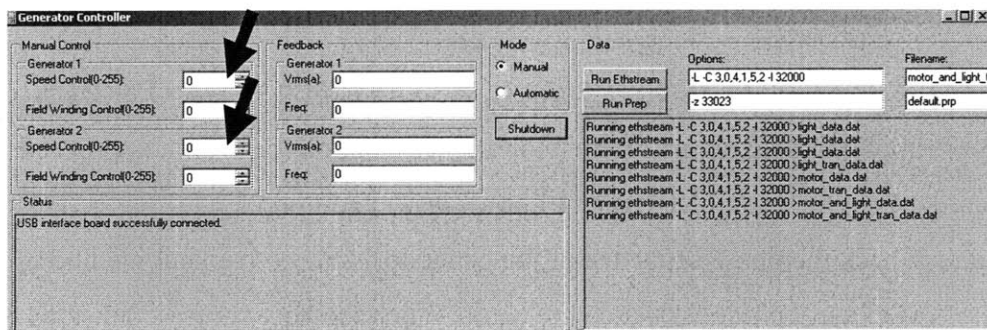 Generator Controller
Manual Control
Generator 1
Speed Control(0-255): 0
Field Winding Control(0-255): 0
Generator 2
Speed Control(0-255): 0
Field Winding Control(0-255): 0
Feedback
Generator 1
Vrms(a): 0
Freq: 0
Generator 2
Vrms(a): 0
Freq: 0
Mode
Manual
Automatic
Shutdown
Data
Options: Filename:
Run Ethstream -L -C 3,0,4,1,5,2 -I 32000 motor_and_light_t
Run Prep -z 33023 default.prp
Running ethstream -L -C 3,0,4,1,5,2 -I 32000 >light_data.dat
Running ethstream -L -C 3,0,4,1,5,2 -I 32000 >light_data.dat
Running ethstream -L -C 3,0,4,1,5,2 -I 32000 >light_data.dat
Running ethstream -L -C 3,0,4,1,5,2 -I 32000 >light_tran_data.dat
Running ethstream -L -C 3,0,4,1,5,2 -I 32000 >motor_data.dat
Running ethstream -L -C 3,0,4,1,5,2 -I 32000 >motor_tran_data.dat
Running ethstream -L -C 3,0,4,1,5,2 -I 32000 >motor_and_light_data.dat
Running ethstream -L -C 3,0,4,1,5,2 -I 32000 >motor_and_light_tran_data.dat
Status
USB interface board successfully connected.